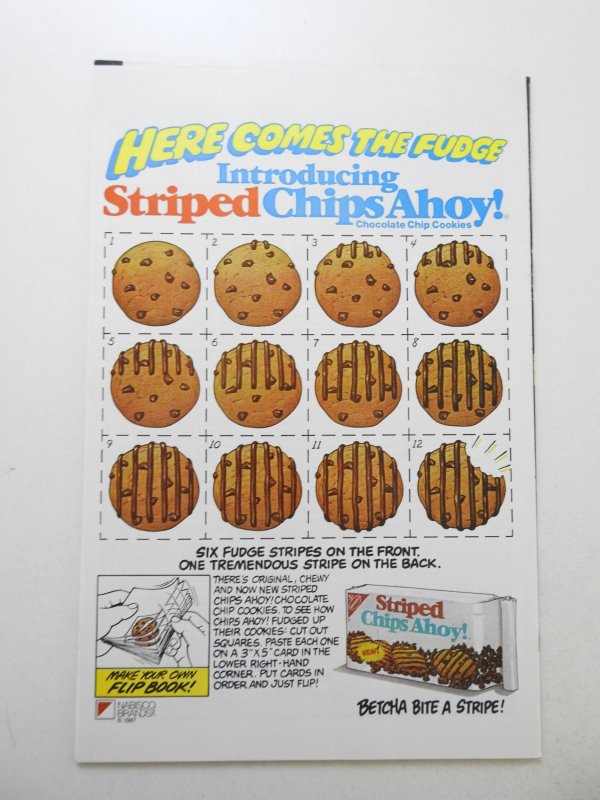 HERE COMES THE FUDGE
Introducing
Striped Chips Ahoy!®
Chocolate Chip Cookies
1 2 3 4
5 6 7 8
9 10 11 12
SIX FUDGE STRIPES ON THE FRONT.
ONE TREMENDOUS STRIPE ON THE BACK.
THERE'S ORIGINAL, CHEWY
AND NOW NEW STRIPED
CHIPS AHOY! CHOCOLATE
CHIP COOKIES. TO SEE HOW
CHIPS AHOY! FUDGED UP
THEIR COOKIES: CUT OUT
SQUARES. PASTE EACH ONE
ON A 3" X 5" CARD IN THE
LOWER RIGHT-HAND
CORNER. PUT CARDS IN
ORDER AND JUST FLIP!
MAKE YOUR OWN
FLIP BOOK!
NABISCO
BRANDS
© 1987
Striped
Chips Ahoy!
NEW!
BETCHA BITE A STRIPE!